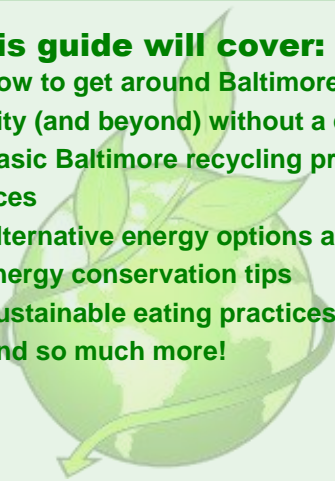 is guide will cover:
ow to get around Baltimore
ity (and beyond) without a
asic Baltimore recycling pr
ces
lternative energy options a
nergy conservation tips
ustainable eating practices
nd so much more!